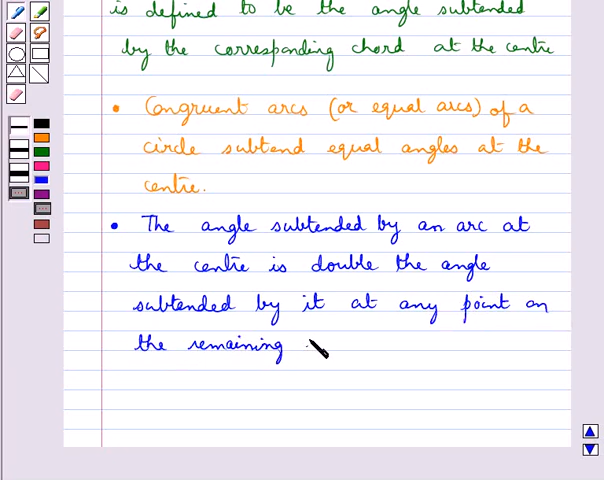 is defined to be the angle subtended
by the corresponding chord at the centre
• Congruent arcs (or equal arcs) of a
circle subtend equal angles at the
centre.
• The angle subtended by an arc at
the centre is double the angle
subtended by it at any point on
the remaining